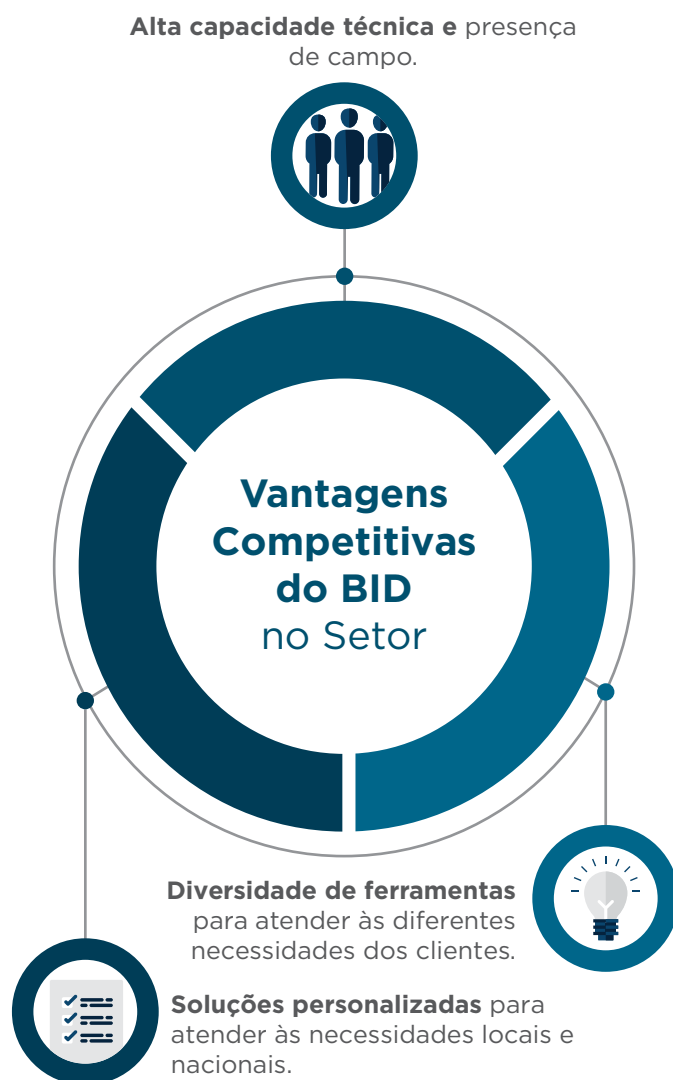 Alta capacidade técnica e presença
de campo.
Vantagens
Competitivas
do BID
no Setor
Diversidade de ferramentas
para atender às diferentes
necessidades dos clientes.
Soluções personalizadas para
atender às necessidades locais e
nacionais.